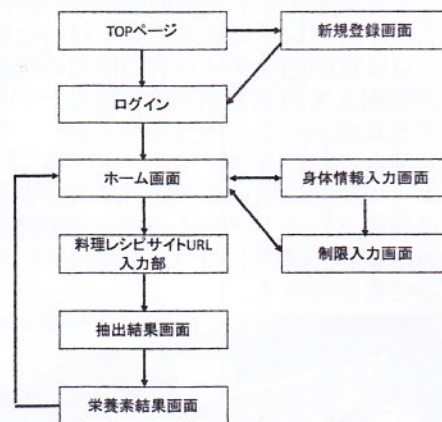 TOPページ
新規登録画面
ログイン
ホーム画面
身体情報入力画面
料理レシピサイトURL
入力部
制限入力画面
抽出結果画面
栄養素結果画面